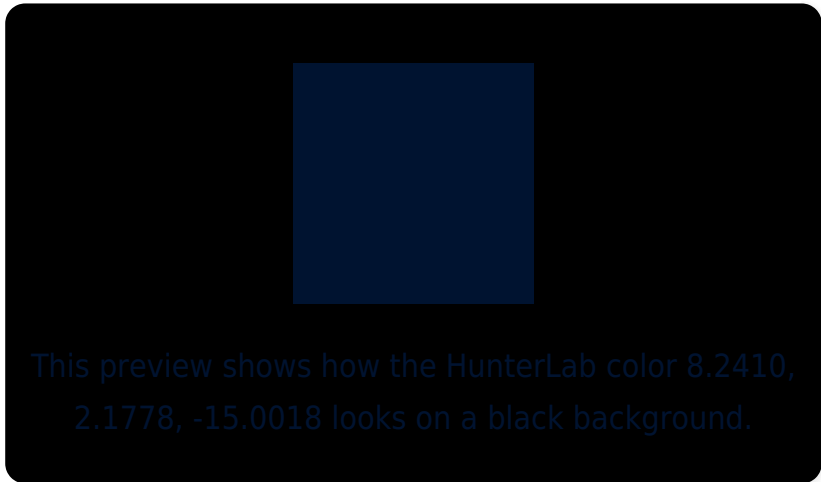 This preview shows how the HunterLab color 8.2410,
2.1778, -15.0018 looks on a black background.